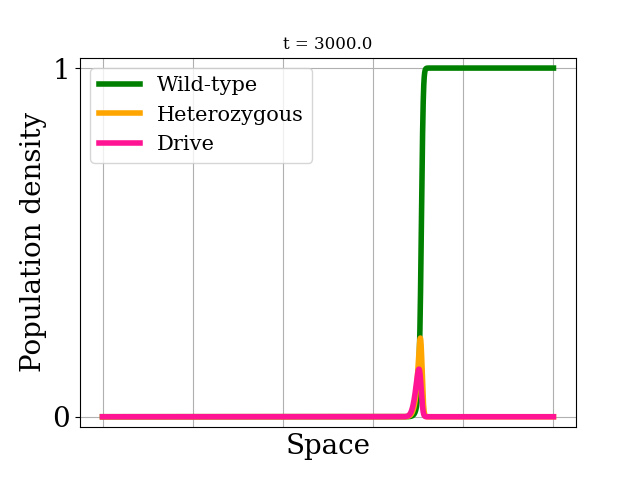 t = 3000.0
1
Wild-type
Heterozygous
Drive
Population density
0
Space